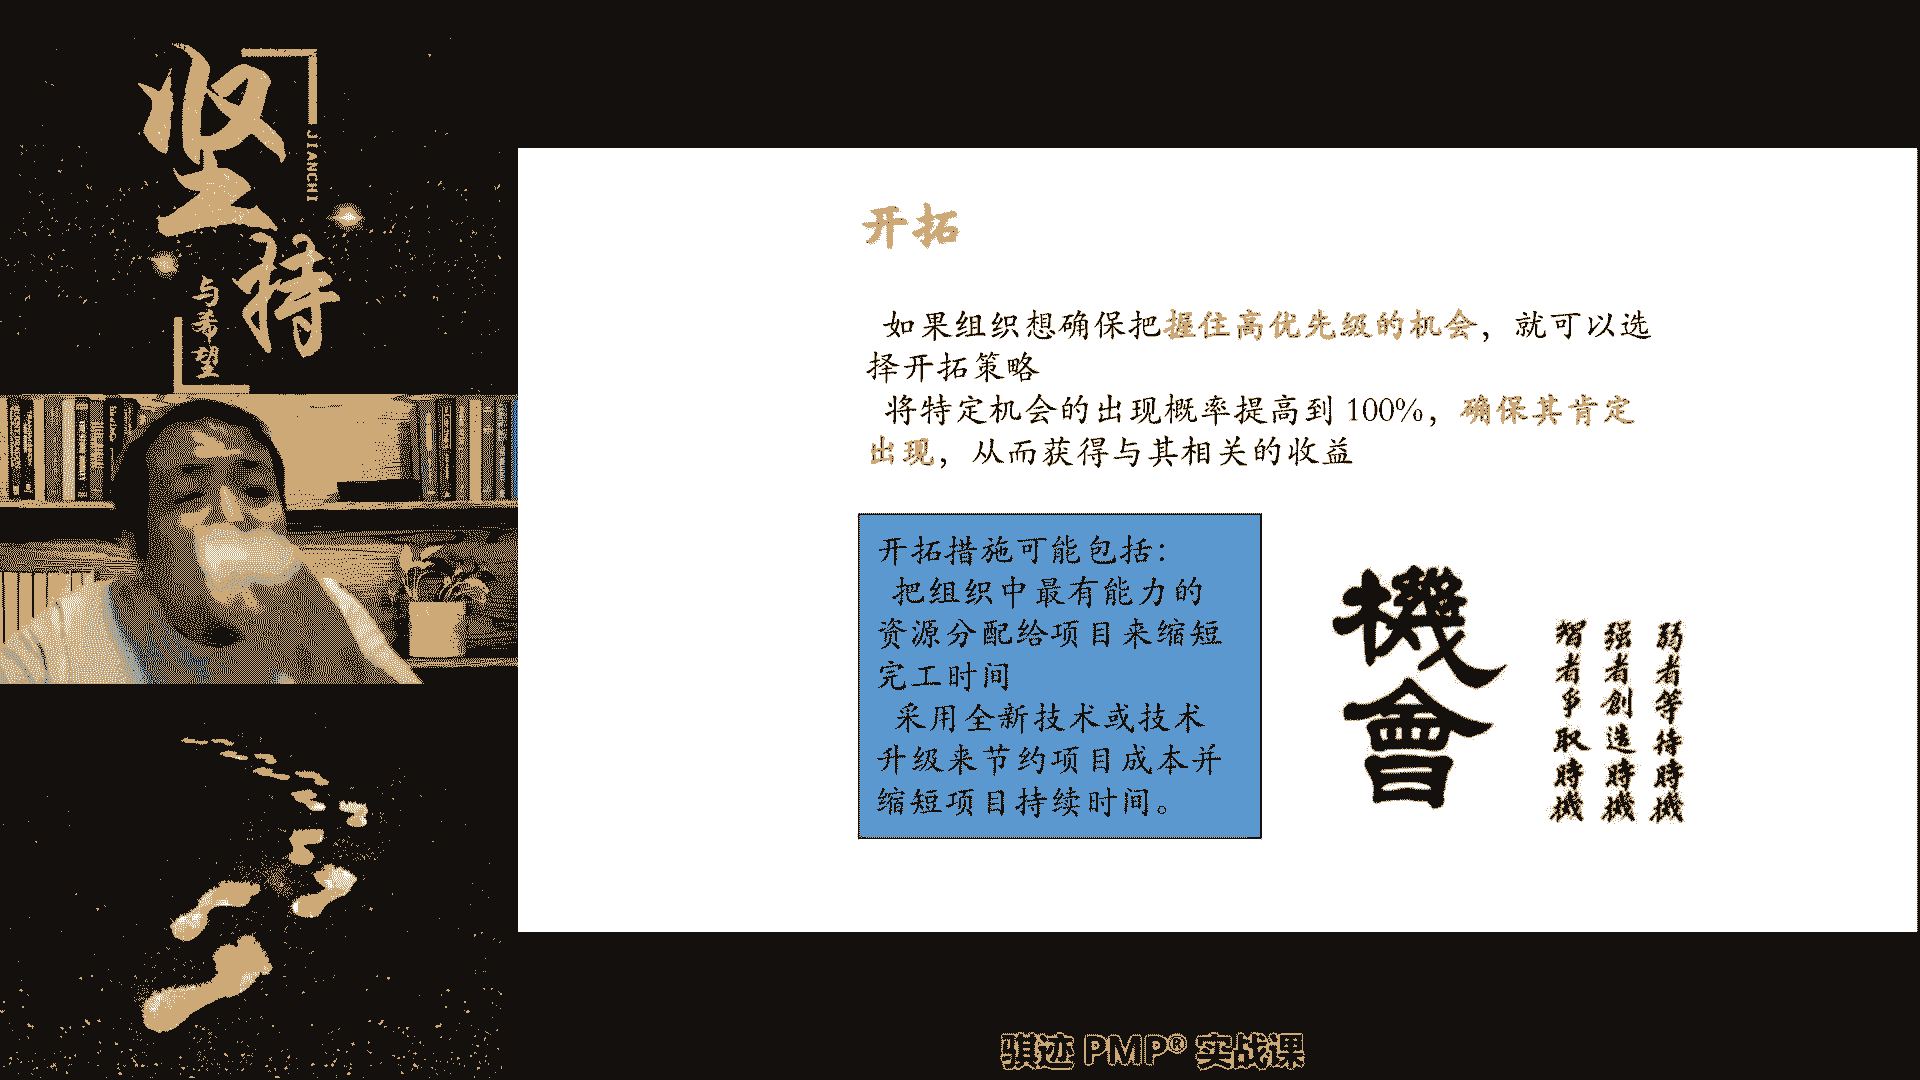 坚持
JIANCHI
与希望
开拓
如果组织想确保把握住高优先级的机会，就可以选
择开拓策略
将特定机会的出现概率提高到 100%，确保其肯定
出现，从而获得与其相关的收益
开拓措施可能包括：
把组织中最有能力的
资源分配给项目来缩短
完工时间
采用全新技术或技术
升级来节约项目成本并
缩短项目持续时间。
機會
弱者等待時機
强者創造時機
智者爭取時機
骐迹 PMP® 实战课